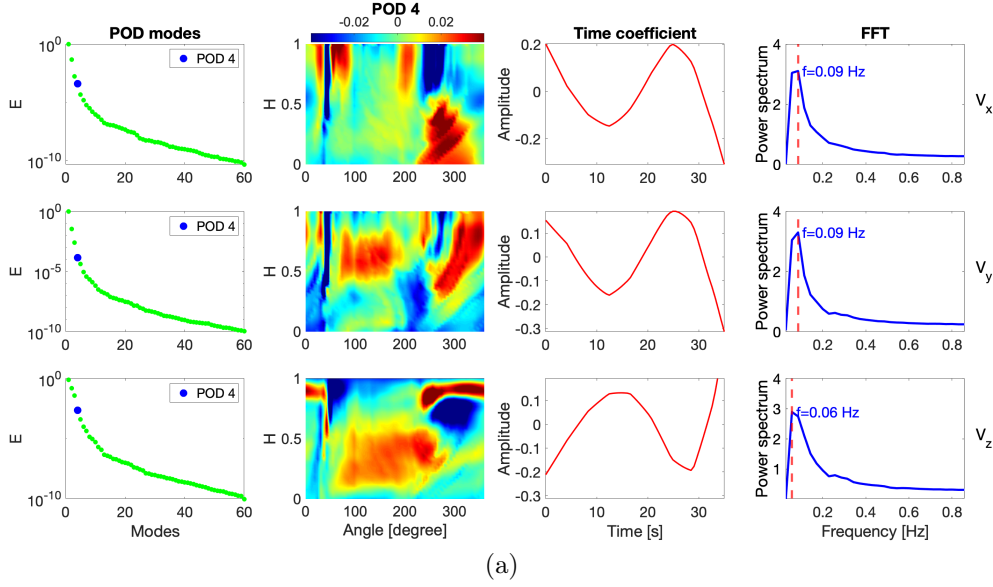 POD modes
POD 4
Time coefficient
FFT
-0.02 0 0.02
10^0
10^-10
E
0 20 40 60
POD 4
1
0.5
0
H
0 100 200 300
0.2
0.1
0
-0.1
-0.2
-0.3
Amplitude
0 10 20 30
4
2
0
Power spectrum
f=0.09 Hz
0.2 0.4 0.6 0.8
V_x
10^0
10^-5
10^-10
E
0 20 40 60
POD 4
1
0.5
0
H
0 100 200 300
0.1
0
-0.1
-0.2
-0.3
Amplitude
0 10 20 30
4
2
0
Power spectrum
f=0.09 Hz
0.2 0.4 0.6 0.8
V_y
10^0
10^-10
E
0 20 40 60
Modes
POD 4
1
0.5
0
H
0 100 200 300
Angle [degree]
0.1
0
-0.1
-0.2
-0.3
Amplitude
0 10 20 30
Time [s]
4
3
2
1
Power spectrum
f=0.06 Hz
0.2 0.4 0.6 0.8
Frequency [Hz]
V_z
(a)